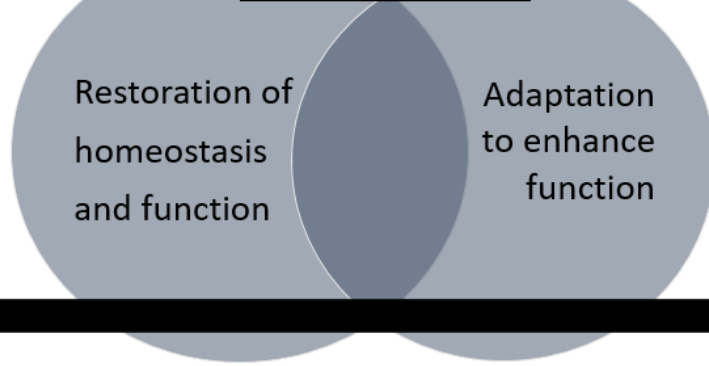 Restoration of
homeostasis
and function
Adaptation
to enhance
function